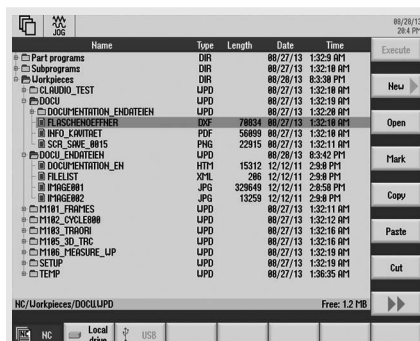 JOG
08/28/13
20:4 PM
Name Type Length Date Time
Part programs DIR 08/27/13 1:32:9 AM
Subprograms DIR 08/27/13 1:32:10 AM
Workpieces DIR 08/28/13 8:3:30 PM
CLAUDIO_TEST WPD 08/27/13 1:32:10 AM
DOCU WPD 08/27/13 1:32:19 AM
DOCUMENTATION_ENDATEIEN WPD 08/27/13 1:32:20 AM
FLASCHENOEFFNER DXF 70834 08/27/13 1:32:10 AM
INFO_KAVITAET PDF 56099 08/27/13 1:32:10 AM
SCR_SAVE_0015 PNG 22915 08/27/13 1:32:11 AM
DOCU_ENDATEIEN WPD 08/28/13 8:3:42 PM
DOCUMENTATION_EN HTM 15312 12/12/11 2:9:0 PM
FILELIST XML 206 12/12/11 2:9:0 PM
IMAGE001 JPG 329649 12/12/11 2:8:58 PM
IMAGE002 JPG 13259 12/12/11 2:9:0 PM
M101_FRAMES WPD 08/27/13 1:32:11 AM
M102_CYCLE800 WPD 08/27/13 1:32:12 AM
M103_TRAORI WPD 08/27/13 1:32:16 AM
M105_3D_TRC WPD 08/27/13 1:32:16 AM
M106_MEASURE_WP WPD 08/27/13 1:32:19 AM
SETUP WPD 08/27/13 1:32:19 AM
TEMP WPD 08/27/13 1:36:35 AM
NC/Workpieces/DOCU.WPD Free: 1.2 MB
Execute
New
Open
Mark
Copy
Paste
Cut
NC
Local drive
USB